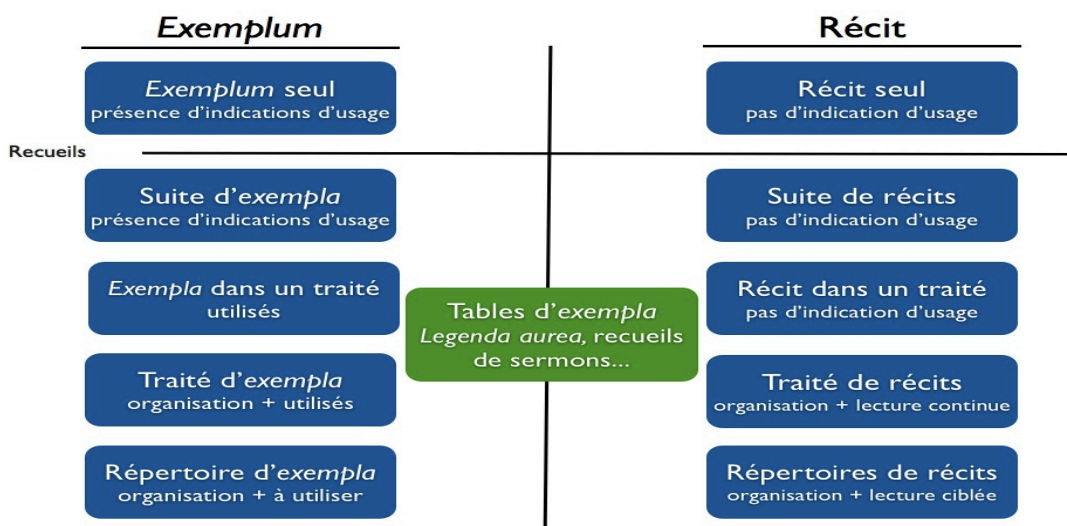 Exemplum
Récit
Exemplum seul
présence d'indications d'usage
Récit seul
pas d'indication d'usage
Recueils
Suite d'exempla
présence d'indications d'usage
Suite de récits
pas d'indication d'usage
Exempla dans un traité
utilisés
Tables d'exempla
Legenda aurea, recueils
de sermons...
Récit dans un traité
pas d'indication d'usage
Traité d'exempla
organisation + utilisés
Traité de récits
organisation + lecture continue
Répertoire d'exempla
organisation + à utiliser
Répertoires de récits
organisation + lecture ciblée